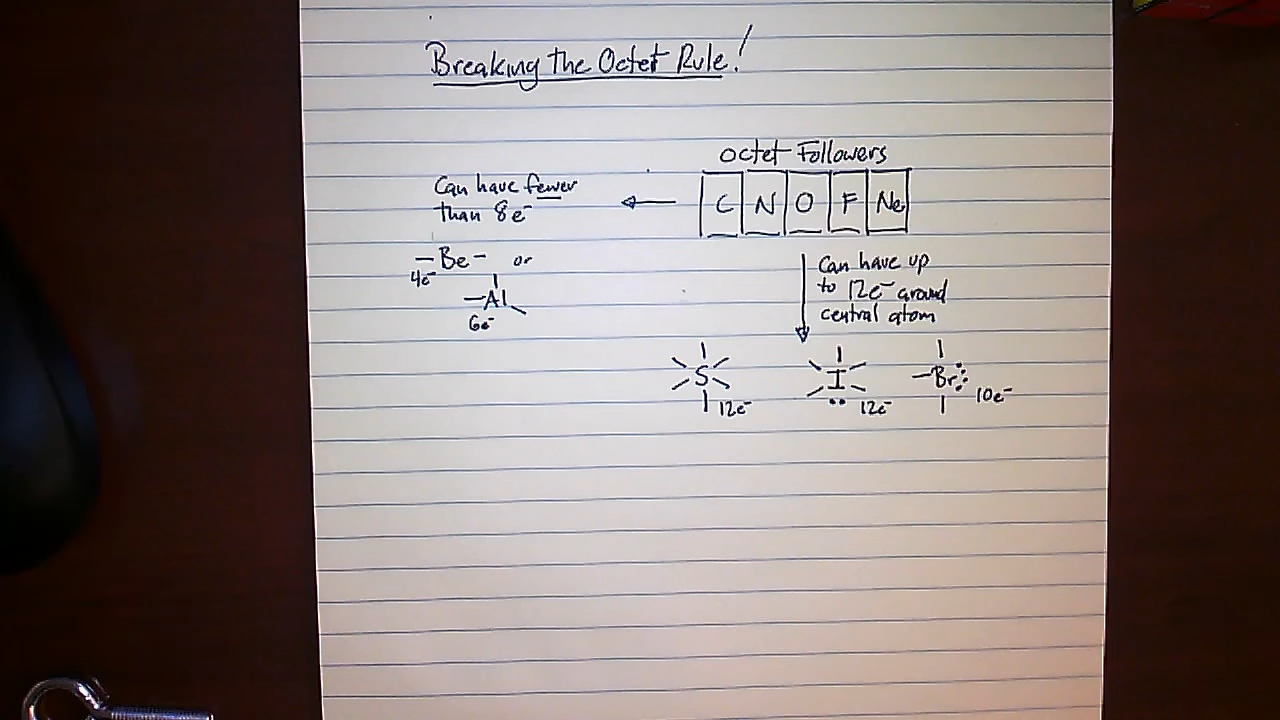 Breaking the Octet Rule!
Octet Followers
C N O F Ne
Can have fewer
than 8e⁻
–Be– or
4e⁻
–Al
6e⁻
Can have up
to 12e⁻ around
central atom
S
12e⁻
I
12e⁻
–Br
10e⁻